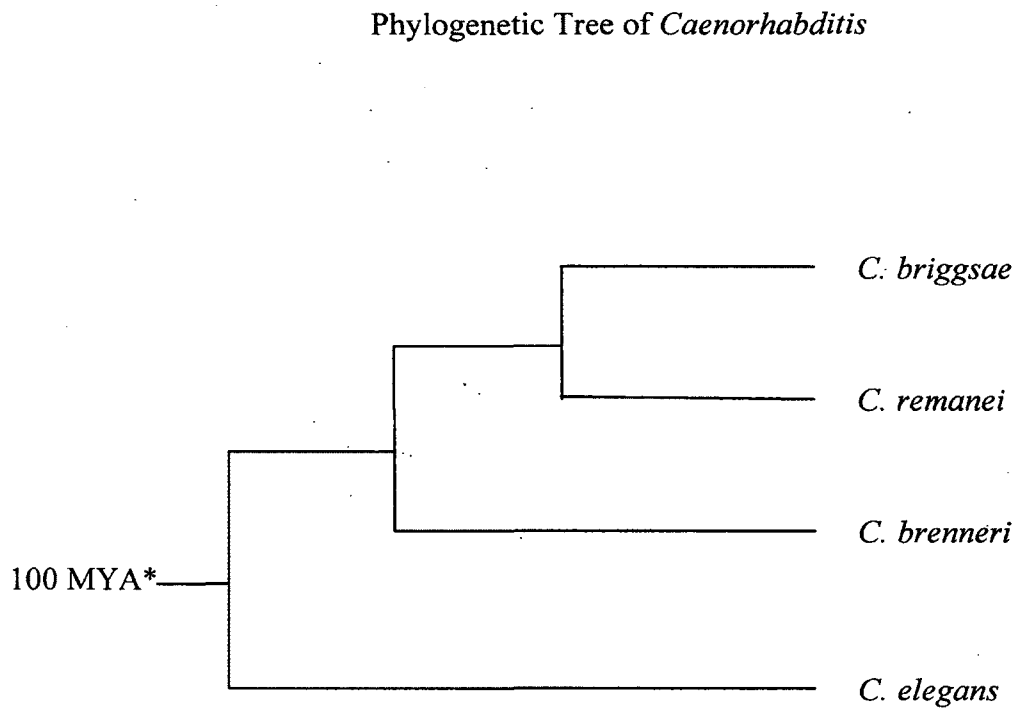 Phylogenetic Tree of Caenorhabditis
C. briggsae
C. remanei
C. brenneri
100 MYA*
C. elegans